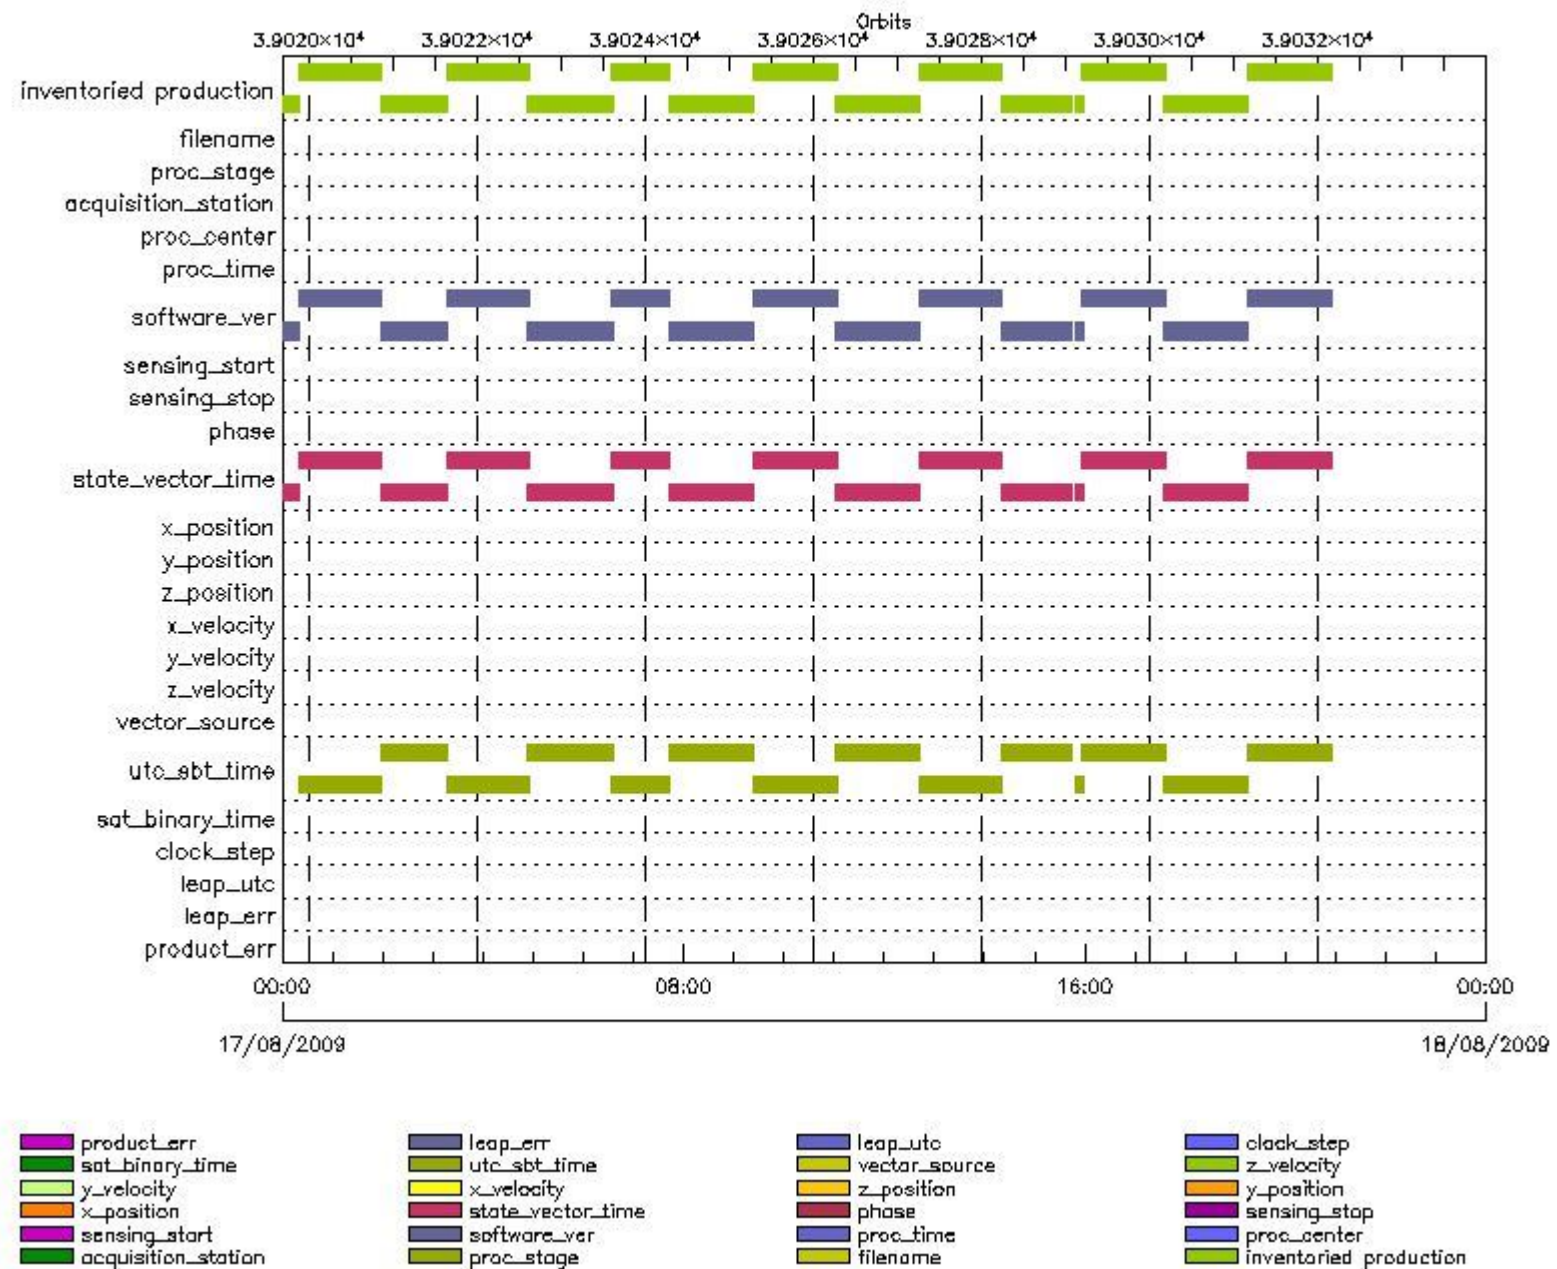 Orbits
3.9020×10⁴ 3.9022×10⁴ 3.9024×10⁴ 3.9026×10⁴ 3.9028×10⁴ 3.9030×10⁴ 3.9032×10⁴
inventoried production
filename
proc_stage
acquisition_station
proc_center
proc_time
software_ver
sensing_start
sensing_stop
phase
state_vector_time
x_position
y_position
z_position
x_velocity
y_velocity
z_velocity
vector_source
utc_sbt_time
sat_binary_time
clock_step
leap_utc
leap_err
product_err
00:00 08:00 16:00 00:00
17/08/2009 18/08/2009
product_err leap_err leap_utc clock_step
sat_binary_time utc_sbt_time vector_source z_velocity
y_velocity x_velocity z_position y_position
x_position state_vector_time phase sensing_stop
sensing_start software_ver proc_time proc_center
acquisition_station proc_stage filename inventoried production